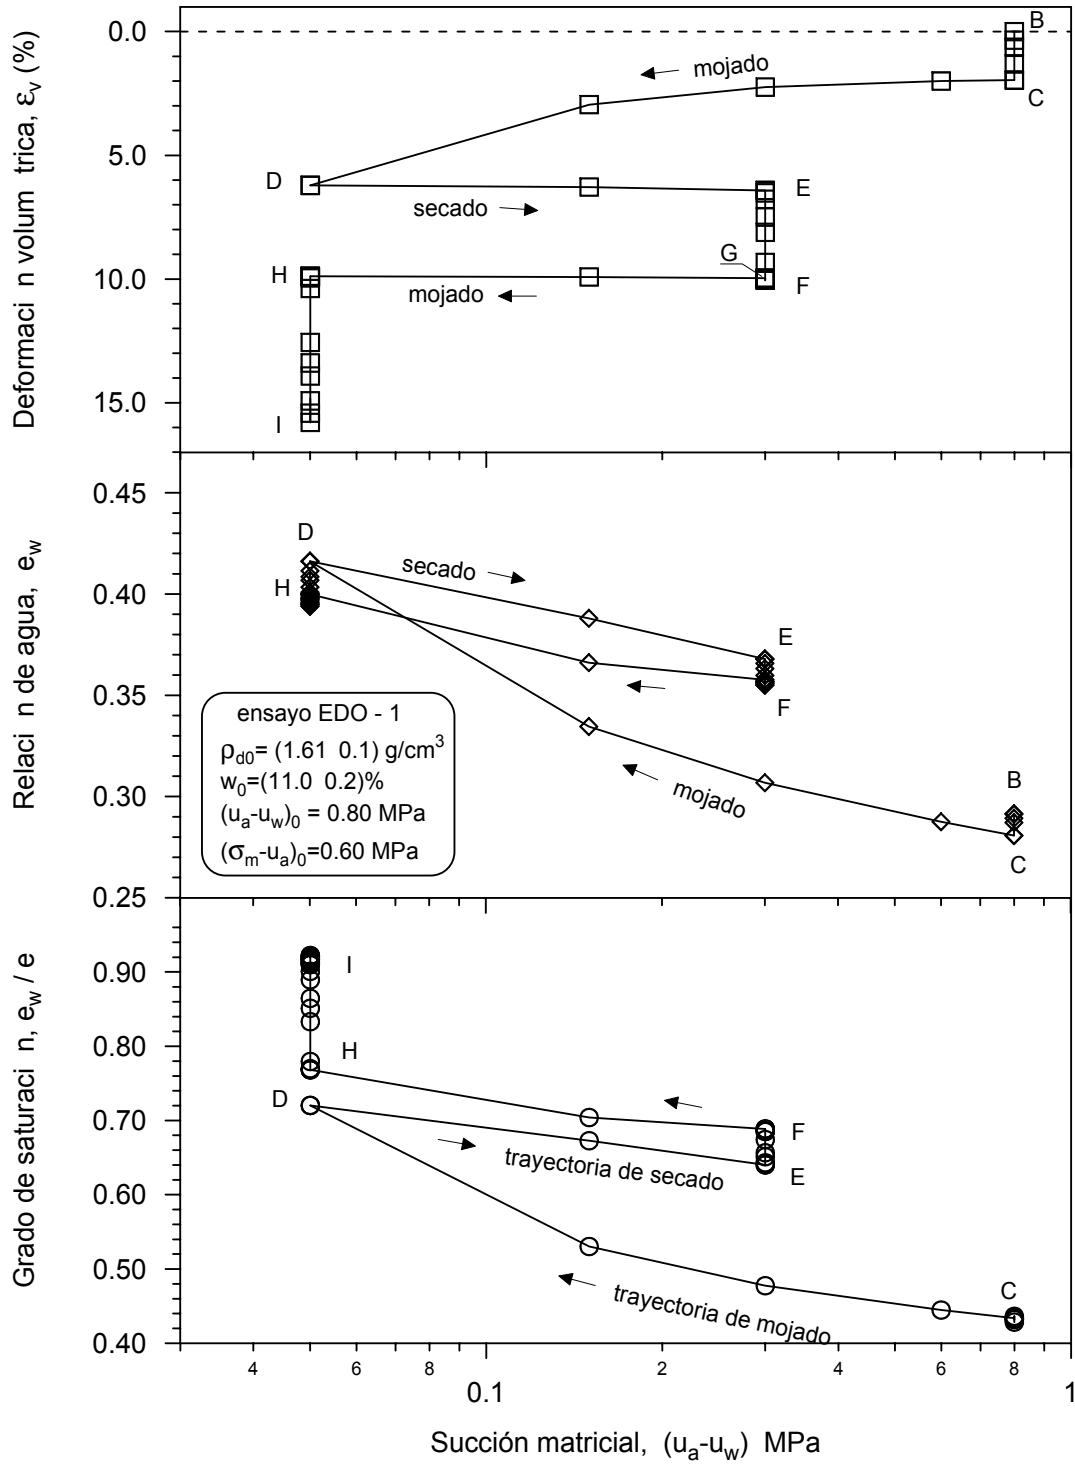 Deformaci n volum trica, εv (%)
0.0
5.0
10.0
15.0
B
mojado
C
D
E
secado
G
H
F
mojado
I
Relaci n de agua, ew
0.45
0.40
0.35
0.30
0.25
D
secado
H
E
F
ensayo EDO - 1
ρd0= (1.61 0.1) g/cm3
w0=(11.0 0.2)%
(ua-uw)0 = 0.80 MPa
(σm-ua)0=0.60 MPa
mojado
B
C
Grado de saturaci n, ew / e
0.90
0.80
0.70
0.60
0.50
0.40
I
H
D
F
trayectoria de secado
E
C
trayectoria de mojado
4 6 8 2 4 6 8
0.1 1
Succión matricial, (ua-uw) MPa